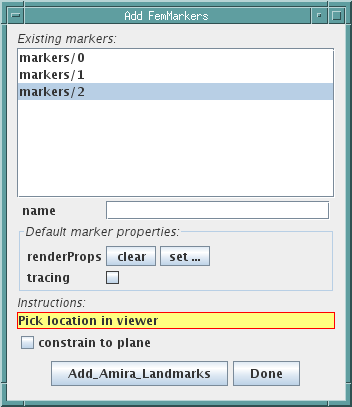 Add FemMarkers
Existing markers:
markers/0
markers/1
markers/2
name
Default marker properties:
renderProps clear set ...
tracing
Instructions:
Pick location in viewer
constrain to plane
Add_Amira_Landmarks Done